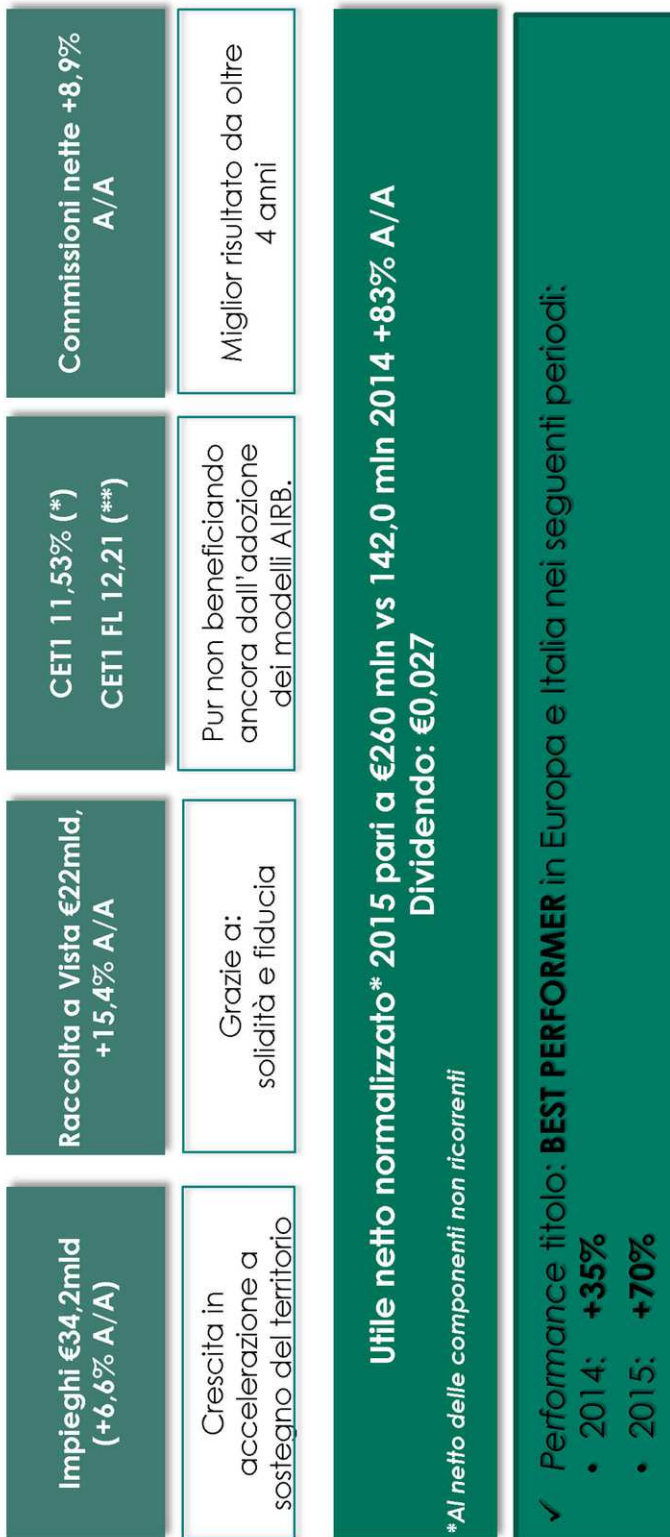 Impieghi €34,2mld
(+6,6% A/A)
Crescita in
accelerazione a
sostegno del territorio
Raccolta a Vista €22mld,
+15,4% A/A
Grazie a:
solidità e fiducia
CET1 11,53% (*)
CET1 FL 12,21 (**)
Pur non beneficiando
ancora dall'adozione
dei modelli AIRB.
Commissioni nette +8,9%
A/A
Miglior risultato da oltre
4 anni
Utile netto normalizzato* 2015 pari a €260 mln vs 142,0 mln 2014 +83% A/A
Dividendo: €0,027
*Al netto delle componenti non ricorrenti
✓ Performance titolo: BEST PERFORMER in Europa e Italia nei seguenti periodi:
• 2014: +35%
• 2015: +70%